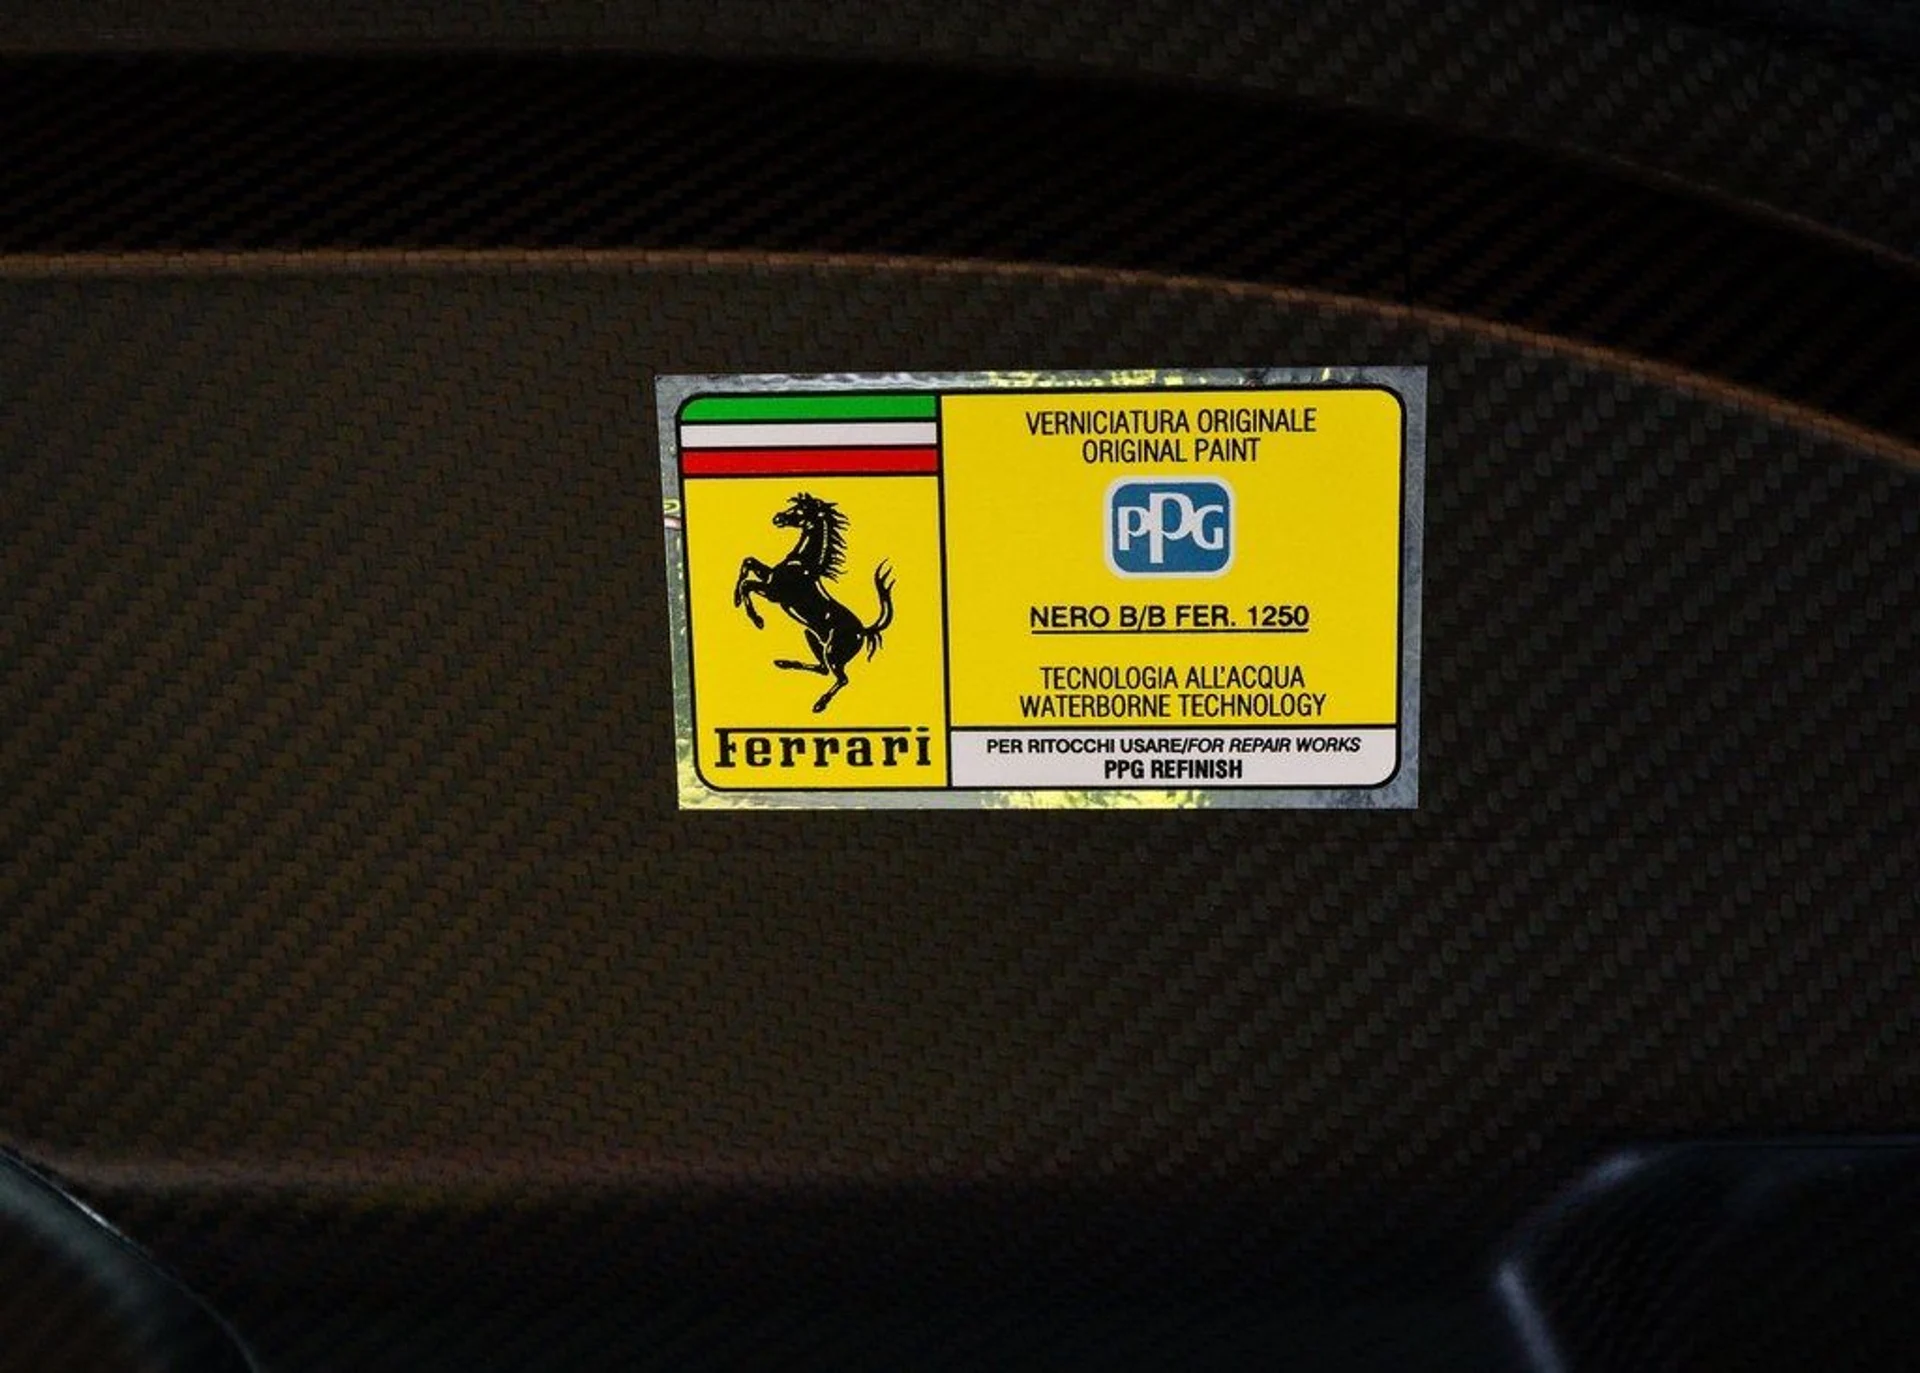 VERNICIATURA ORIGINALE
ORIGINAL PAINT
PPG
NERO B/B FER. 1250
TECNOLOGIA ALL'ACQUA
WATERBORNE TECHNOLOGY
Ferrari
PER RITOCCHI USARE/FOR REPAIR WORKS
PPG REFINISH